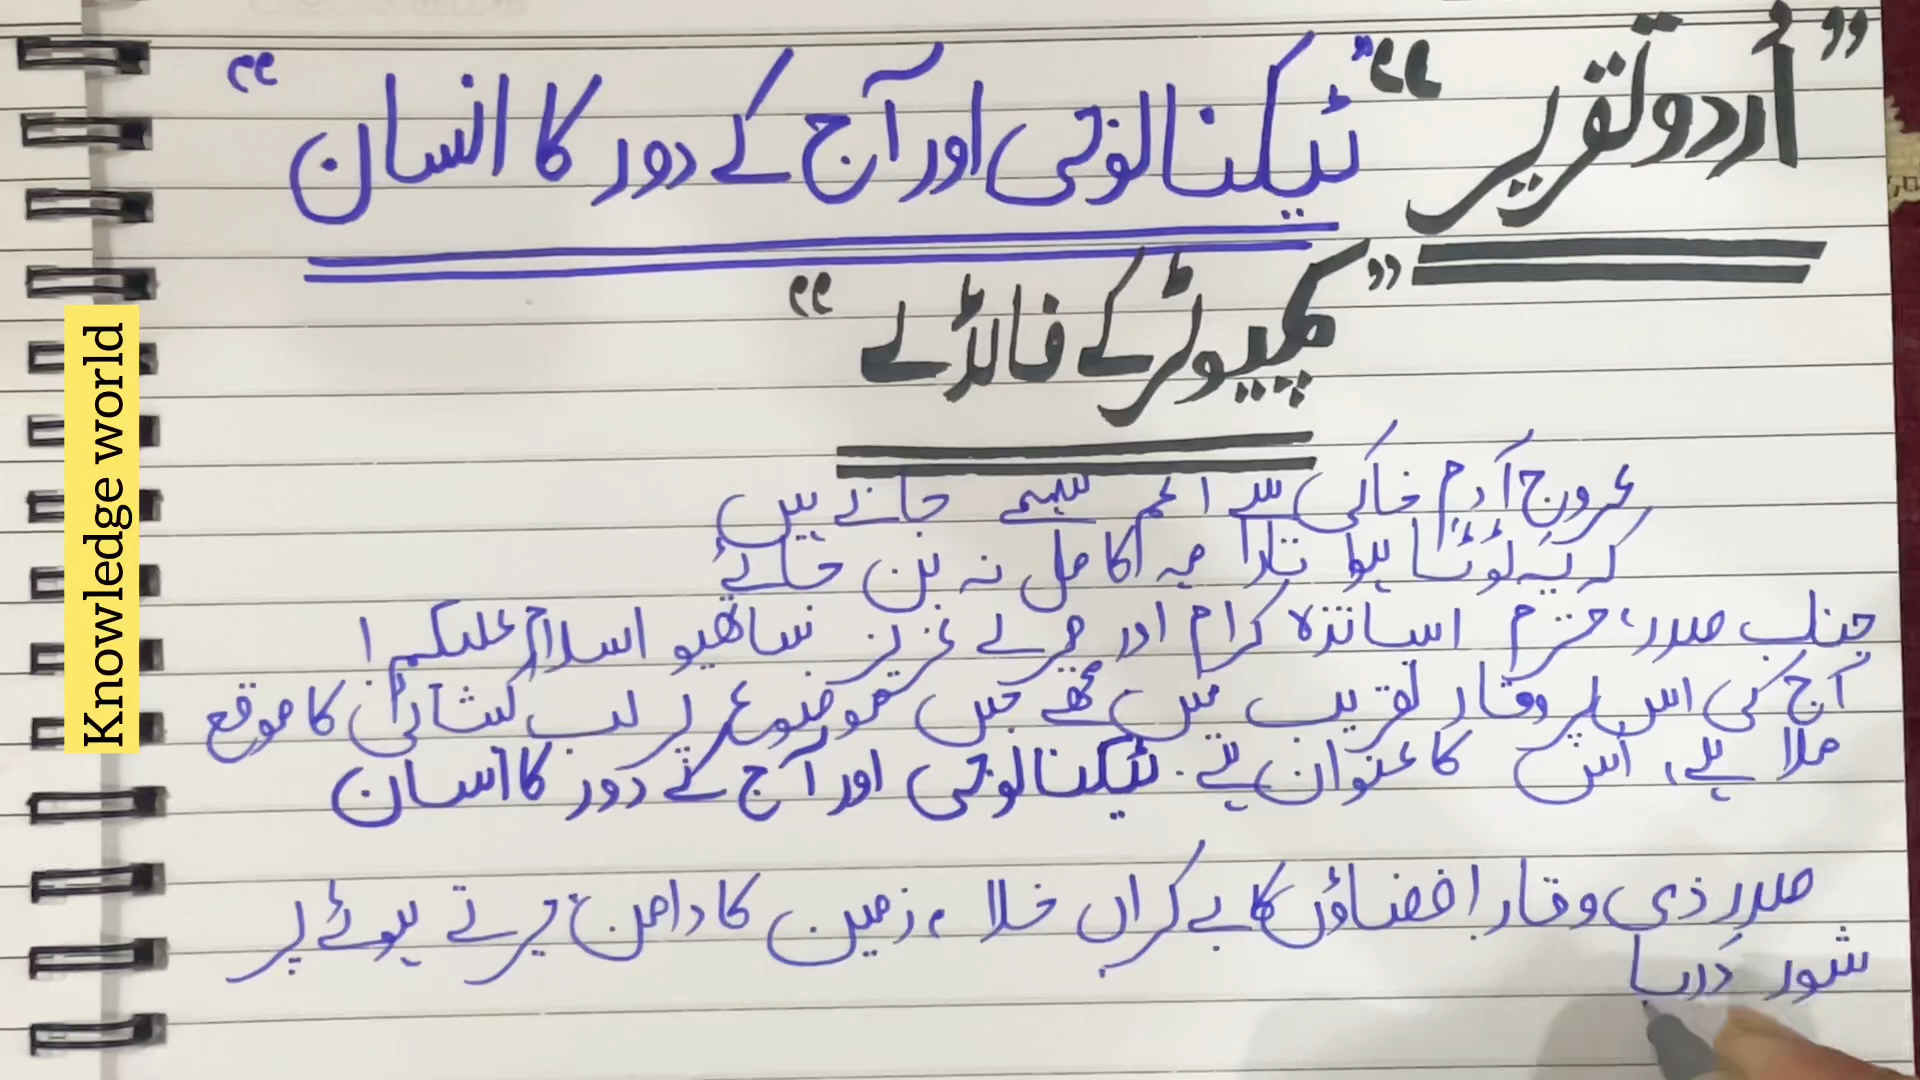 ”اُردو تقریر“
”ٹیکنالوجی اور آج کے دور کا انسان“
”کمپیوٹر کے فائدے“
عروجِ آدمِ خاکی سے انجم سہمے جاتے ہیں
کہ یہ ٹوٹا ہوا تارا مہ کامل نہ بن جائے
جناب صدر، محترم اساتذہ کرام اور میرے عزیز ساتھیو اسلام علیکم!
آج کی اس پر وقار تقریب میں مجھے جس موضوع پر لب کشائی کا موقع
ملا ہے، اُس کا عنوان ہے. ٹیکنالوجی اور آج کے دور کا انسان
صدرِ ذی وقار! فضاؤں کا بے کراں خلا، زمین کا دامن چیرتے ہوئے پر
شور دریا
Knowledge world